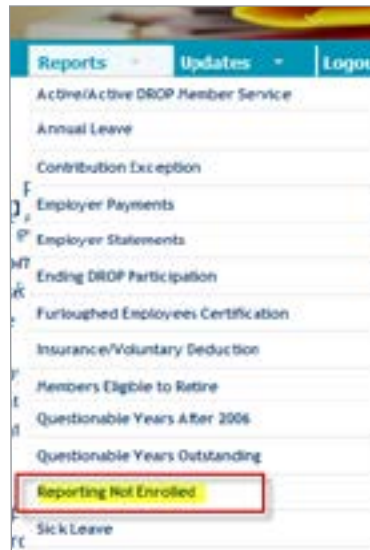 Reports Updates Logou
Active/Active DROP Member Service
Annual Leave
Contribution Exception
Employer Payments
Employer Statements
Ending DROP Participation
Furloughed Employees Certification
Insurance/Voluntary Deduction
Members Eligible to Retire
Questionable Years After 2006
Questionable Years Outstanding
Reporting Not Enrolled
Sick Leave